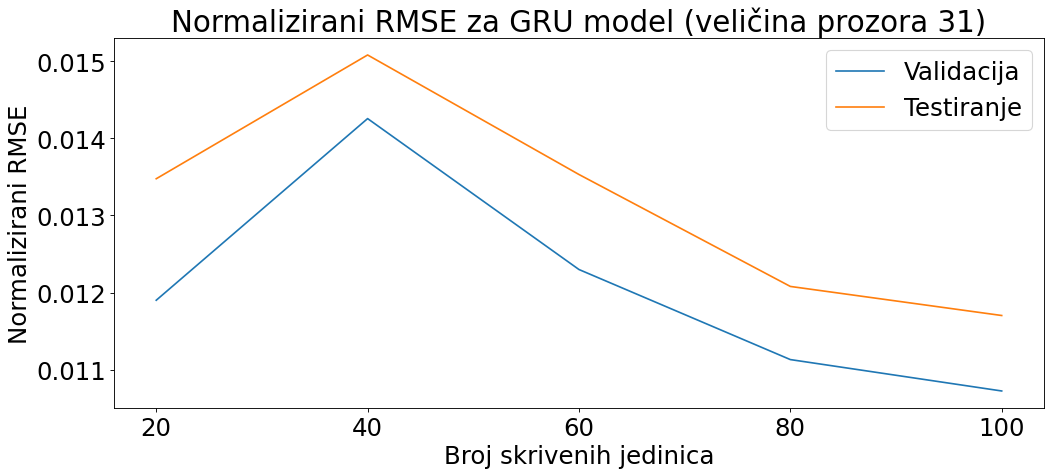 Normalizirani RMSE za GRU model (veličina prozora 31)
Validacija
Testiranje
Normalizirani RMSE
0.015
0.014
0.013
0.012
0.011
20 40 60 80 100
Broj skrivenih jedinica